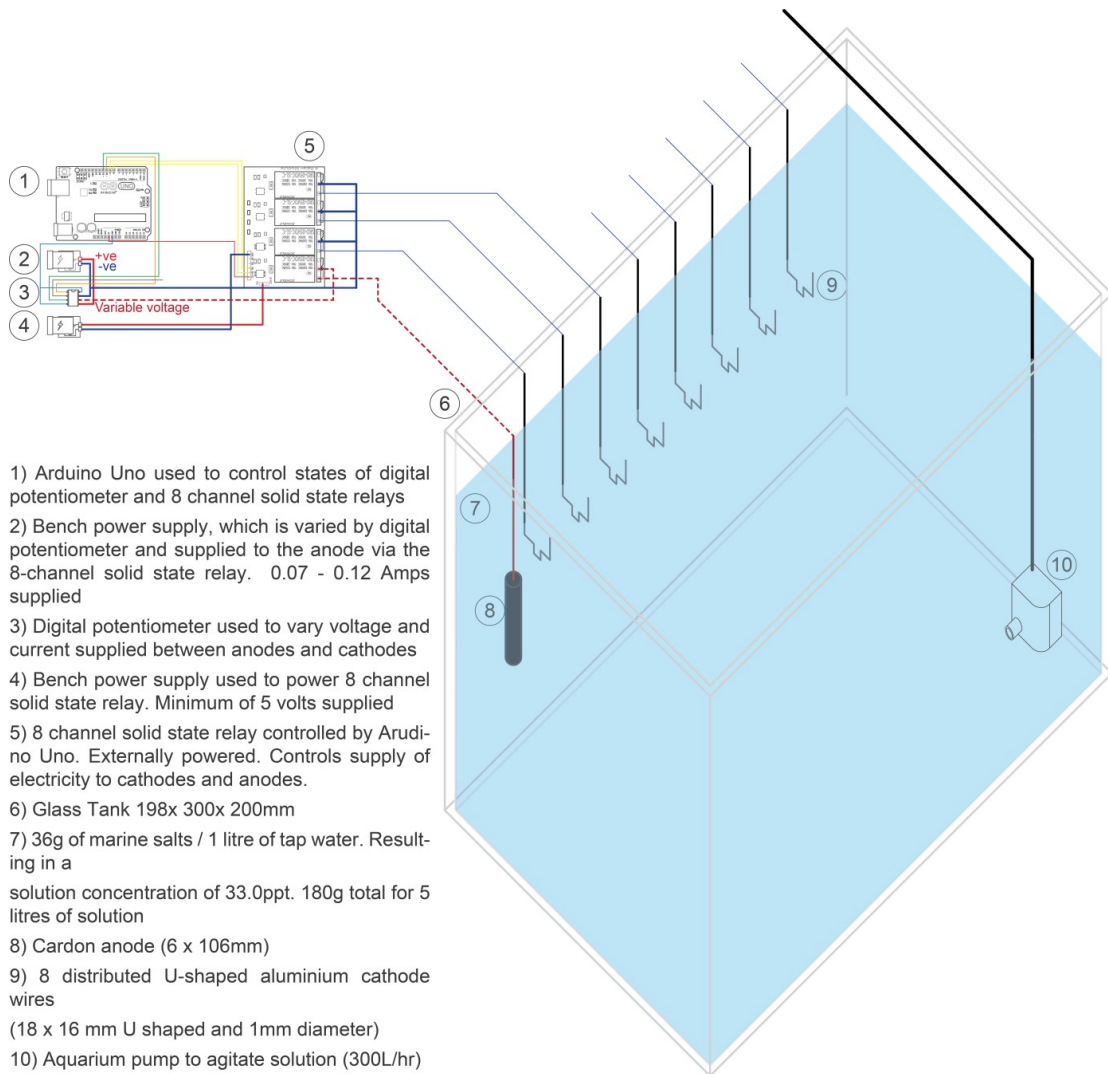 5
1
2
+ve
-ve
3
Variable voltage
4
UNO
9
6
7
8
10
1) Arduino Uno used to control states of digital
potentiometer and 8 channel solid state relays
2) Bench power supply, which is varied by digital
potentiometer and supplied to the anode via the
8-channel solid state relay. 0.07 - 0.12 Amps
supplied
3) Digital potentiometer used to vary voltage and
current supplied between anodes and cathodes
4) Bench power supply used to power 8 channel
solid state relay. Minimum of 5 volts supplied
5) 8 channel solid state relay controlled by Arudi-
no Uno. Externally powered. Controls supply of
electricity to cathodes and anodes.
6) Glass Tank 198x 300x 200mm
7) 36g of marine salts / 1 litre of tap water. Result-
ing in a
solution concentration of 33.0ppt. 180g total for 5
litres of solution
8) Cardon anode (6 x 106mm)
9) 8 distributed U-shaped aluminium cathode
wires
(18 x 16 mm U shaped and 1mm diameter)
10) Aquarium pump to agitate solution (300L/hr)